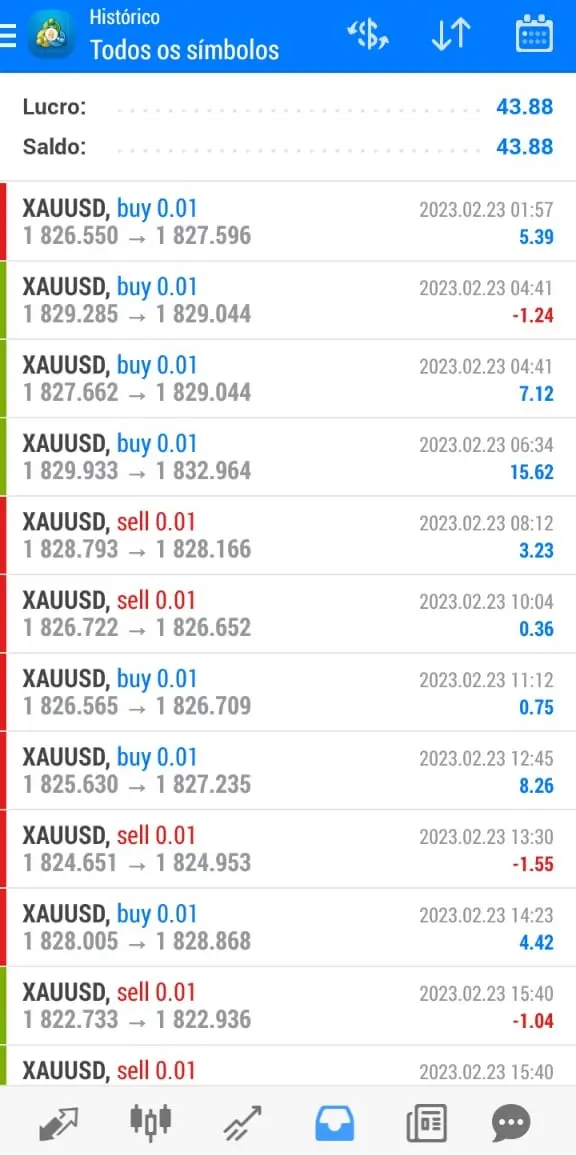 Histórico
Todos os símbolos
Lucro: 43.88
Saldo: 43.88
XAUUSD, buy 0.01 2023.02.23 01:57
1 826.550 → 1 827.596 5.39
XAUUSD, buy 0.01 2023.02.23 04:41
1 829.285 → 1 829.044 -1.24
XAUUSD, buy 0.01 2023.02.23 04:41
1 827.662 → 1 829.044 7.12
XAUUSD, buy 0.01 2023.02.23 06:34
1 829.933 → 1 832.964 15.62
XAUUSD, sell 0.01 2023.02.23 08:12
1 828.793 → 1 828.166 3.23
XAUUSD, sell 0.01 2023.02.23 10:04
1 826.722 → 1 826.652 0.36
XAUUSD, buy 0.01 2023.02.23 11:12
1 826.565 → 1 826.709 0.75
XAUUSD, buy 0.01 2023.02.23 12:45
1 825.630 → 1 827.235 8.26
XAUUSD, sell 0.01 2023.02.23 13:30
1 824.651 → 1 824.953 -1.55
XAUUSD, buy 0.01 2023.02.23 14:23
1 828.005 → 1 828.868 4.42
XAUUSD, sell 0.01 2023.02.23 15:40
1 822.733 → 1 822.936 -1.04
XAUUSD, sell 0.01 2023.02.23 15:40